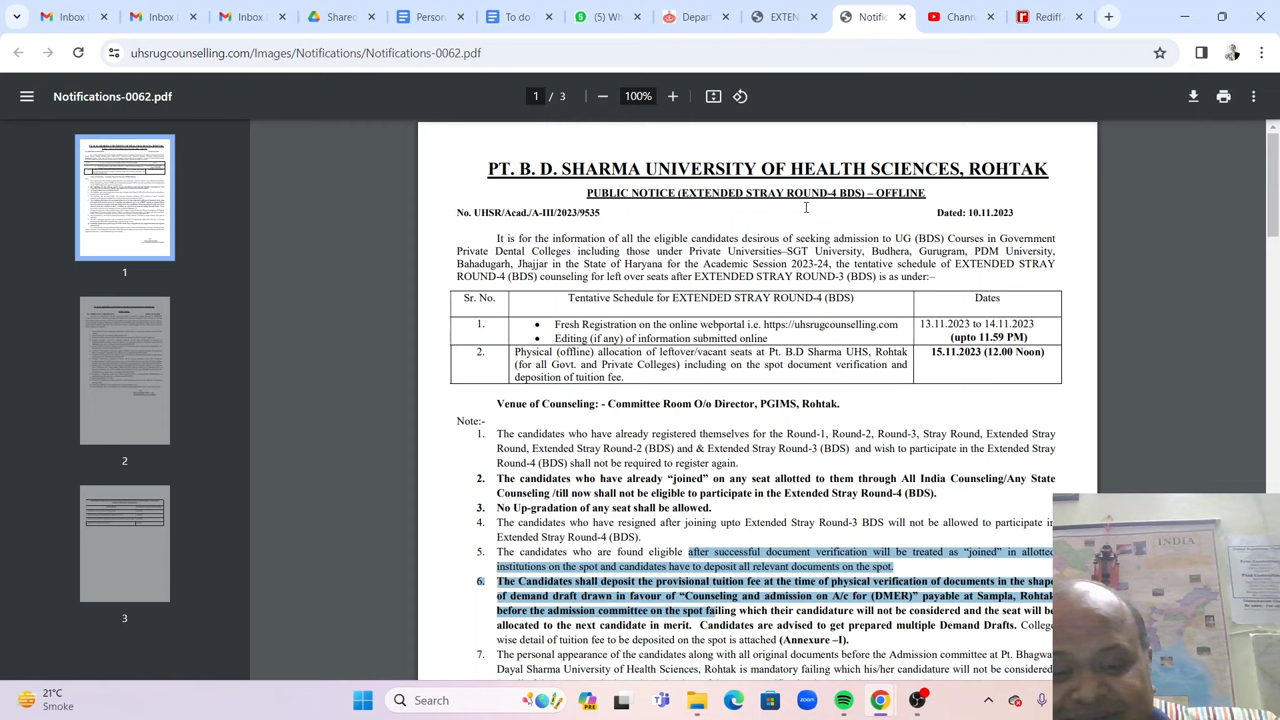 Inbox
Inbox
Inbox
Shared
Person
To do
(5) Wh
Depar
EXTEN
Notific
Chann
Rediff
uhsrugcounselling.com/Images/Notifications/Notifications-0062.pdf
Notifications-0062.pdf
1 / 3
100%
PT. B. D. SHARMA UNIVERSITY OF HEALTH SCIENCES, ROHTAK
PUBLIC NOTICE (EXTENDED STRAY ROUND-4 BDS) – OFFLINE
No. UHSR/Acad./A-III/2023/9535 Dated: 10.11.2023
It is for the information of all the eligible candidates desirous of seeking admission to UG (BDS) Courses in Government
Private Dental Colleges including those under Private Universities–SGT University, Budhera, Gurugram, PDM University,
Bahadugarh, Jhajjar in the State of Haryana for the Academic Session 2023-24, the tentative schedule of EXTENDED STRAY
ROUND-4 (BDS) counseling for left over seats after EXTENDED STRAY ROUND-3 (BDS) is as under:–
Sr. No. Tentative Schedule for EXTENDED STRAY ROUND-4 (BDS) Dates
1. • Fresh Registration on the online webportal i.e. https://uhsrugcounselling.com 13.11.2023 to 14.11.2023
• Editing (if any) of information submitted online (upto 11.59 PM)
2. Physical (offline) allocation of leftover/vacant seats at Pt. B.D Sharma UHS, Rohtak 15.11.2023 (12.00 Noon)
(for all Govt. and Private Colleges) including on the spot document verification and
deposition of tuition fee.
Venue of Counseling: - Committee Room O/o Director, PGIMS, Rohtak.
Note:-
1. The candidates who have already registered themselves for the Round-1, Round-2, Round-3, Stray Round, Extended Stray
Round, Extended Stray Round-2 (BDS) and & Extended Stray Round-3 (BDS) and wish to participate in the Extended Stray
Round-4 (BDS) shall not be required to register again.
2. The candidates who have already “joined” on any seat allotted to them through All India Counseling/Any State
Counseling till now shall not be eligible to participate in the Extended Stray Round-4 (BDS).
3. No Up-gradation of any seat shall be allowed.
4. The candidates who have resigned after joining upto Extended Stray Round-3 BDS will not be allowed to participate in
Extended Stray Round-4 (BDS).
5. The candidates who are found eligible after successful document verification will be treated as “joined” in allotted
institutions on the spot and candidates have to deposit all relevant documents on the spot.
6. The Candidates shall deposit the provisional tuition fee at the time of physical verification of documents in the shape
of demand draft drawn in favour of “Counseling and admission on A/c for (DMER)” payable at Sampla, Rohtak
before the admission committee on the spot failing which their candidature will not be considered and the seat will be
allocated to the next candidate in merit. Candidates are advised to get prepared multiple Demand Drafts. College
wise detail of tuition fee to be deposited on the spot is attached (Annexure –I).
7. The personal appearance of the candidates along with all original documents before the Admission committee at Pt. Bhagwat
Dayal Sharma University of Health Sciences, Rohtak is mandatory failing which his/her candidature will not be considered
1
2
3
INDIA
21°C
Smoke
Search